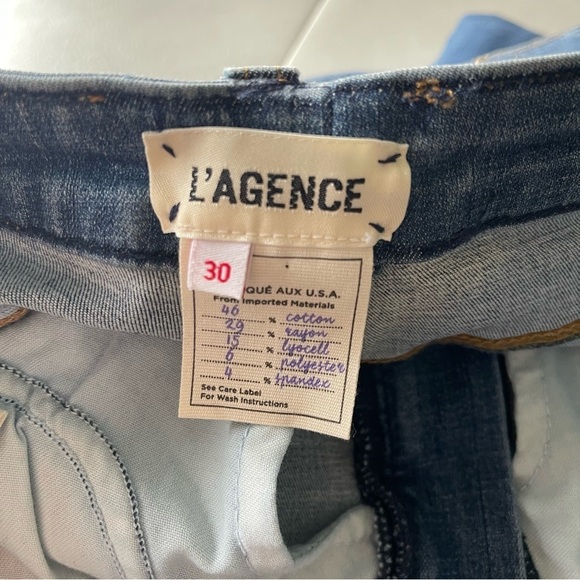 L'AGENCE
30
IQUÉ AUX U.S.A.
From Imported Materials
46 % cotton
29 % rayon
15 % lyocell
6 % polyester
4 % spandex
See Care Label
For Wash Instructions